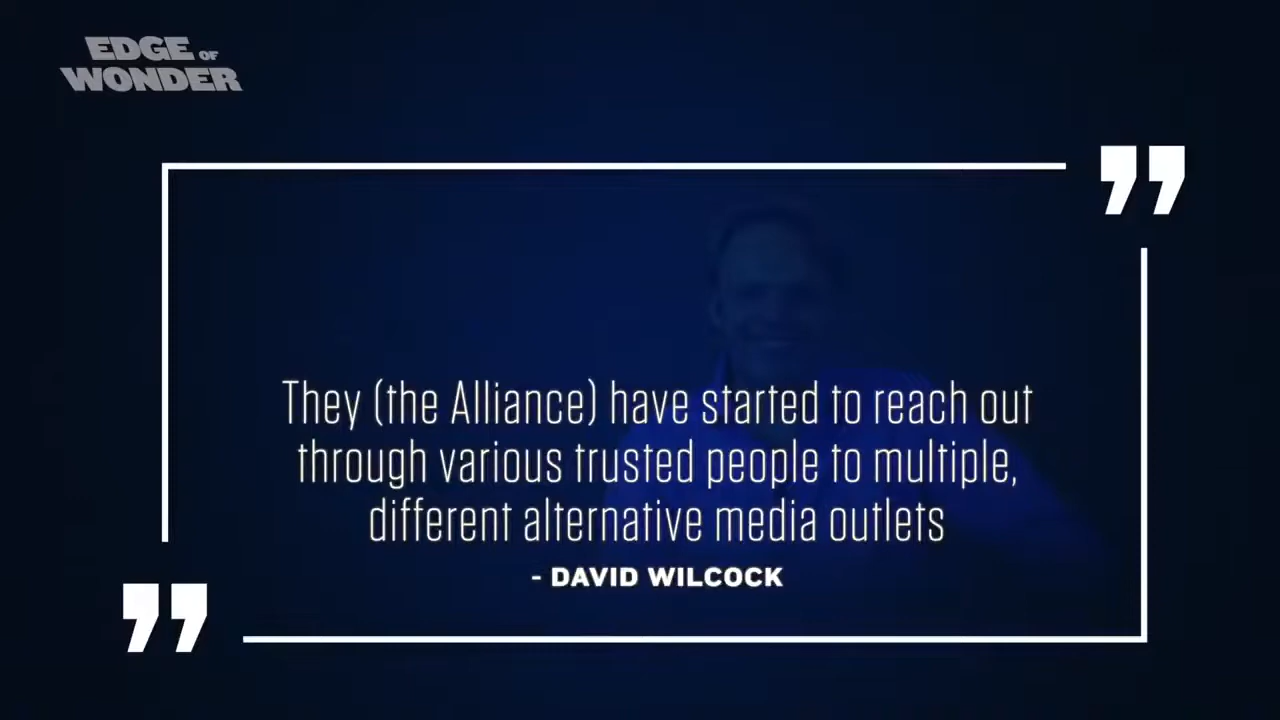 EDGE OF
WONDER
”
They (the Alliance) have started to reach out
through various trusted people to multiple,
different alternative media outlets
- DAVID WILCOCK
”